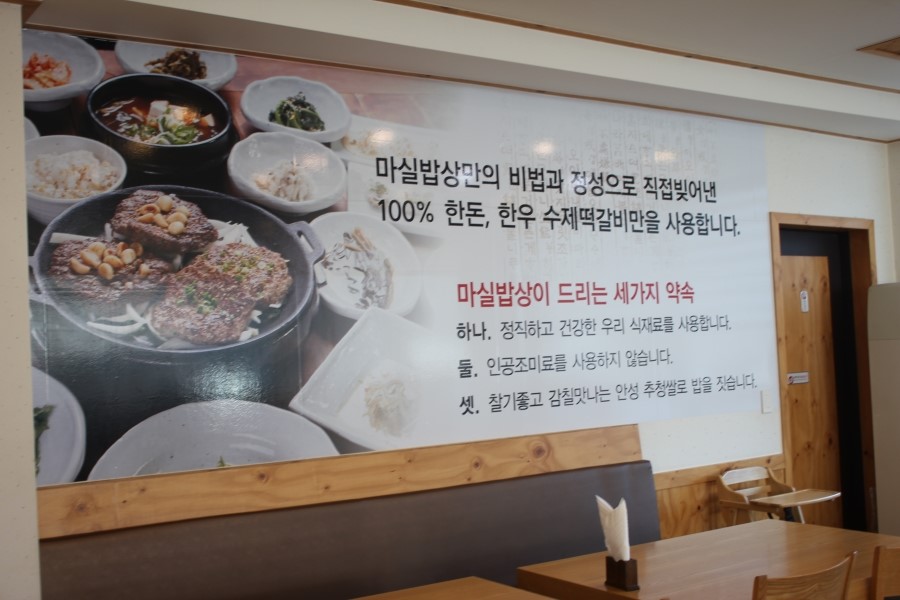 마실밥상만의 비법과 정성으로 직접빚어낸
100% 한돈, 한우 수제떡갈비만을 사용합니다.
마실밥상이 드리는 세가지 약속
하나. 정직하고 건강한 우리 식재료를 사용합니다.
둘. 인공조미료를 사용하지 않습니다.
셋. 찰기좋고 감칠맛나는 안성 추청쌀로 밥을 짓습니다.